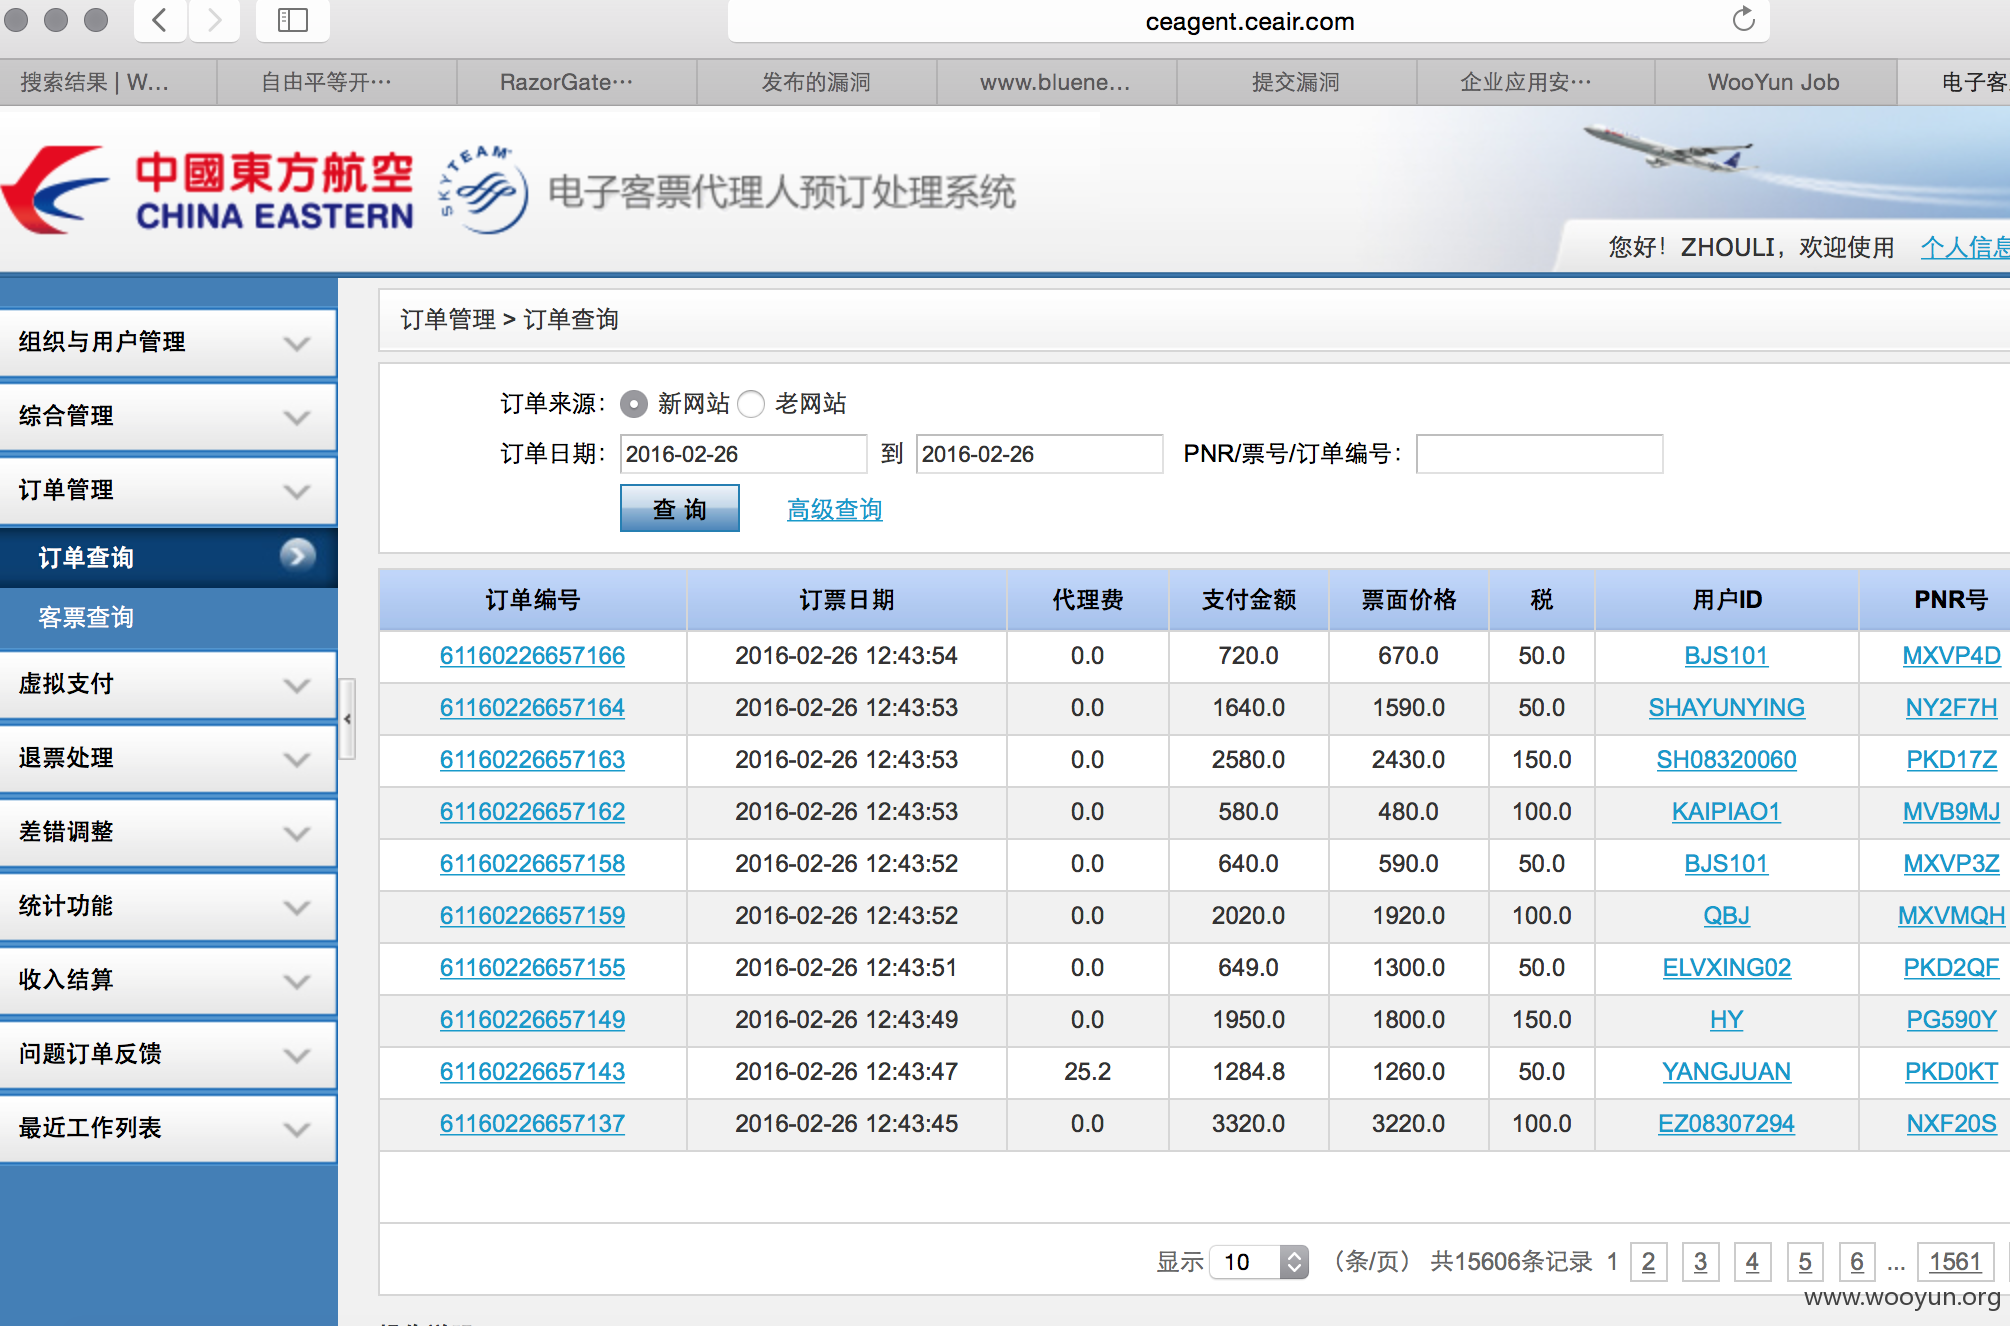 ceagent.ceair.com
搜索结果 | W... 自由平等开... RazorGate... 发布的漏洞 www.bluene... 提交漏洞 企业应用安... WooYun Job 电子客
中國東方航空
CHINA EASTERN
SKYTEAM
电子客票代理人预订处理系统
您好！ZHOULI，欢迎使用 个人信息
组织与用户管理
综合管理
订单管理
订单查询
客票查询
虚拟支付
退票处理
差错调整
统计功能
收入结算
问题订单反馈
最近工作列表
订单管理 > 订单查询
订单来源： 新网站 老网站
订单日期： 2016-02-26 到 2016-02-26 PNR/票号/订单编号：
查 询 高级查询
订单编号 订票日期 代理费 支付金额 票面价格 税 用户ID PNR号
61160226657166 2016-02-26 12:43:54 0.0 720.0 670.0 50.0 BJS101 MXVP4D
61160226657164 2016-02-26 12:43:53 0.0 1640.0 1590.0 50.0 SHAYUNYING NY2F7H
61160226657163 2016-02-26 12:43:53 0.0 2580.0 2430.0 150.0 SH08320060 PKD17Z
61160226657162 2016-02-26 12:43:53 0.0 580.0 480.0 100.0 KAIPIAO1 MVB9MJ
61160226657158 2016-02-26 12:43:52 0.0 640.0 590.0 50.0 BJS101 MXVP3Z
61160226657159 2016-02-26 12:43:52 0.0 2020.0 1920.0 100.0 QBJ MXVMQH
61160226657155 2016-02-26 12:43:51 0.0 649.0 1300.0 50.0 ELVXING02 PKD2QF
61160226657149 2016-02-26 12:43:49 0.0 1950.0 1800.0 150.0 HY PG590Y
61160226657143 2016-02-26 12:43:47 25.2 1284.8 1260.0 50.0 YANGJUAN PKD0KT
61160226657137 2016-02-26 12:43:45 0.0 3320.0 3220.0 100.0 EZ08307294 NXF20S
显示 10 （条/页） 共15606条记录 1 2 3 4 5 6 ... 1561
www.wooyun.org